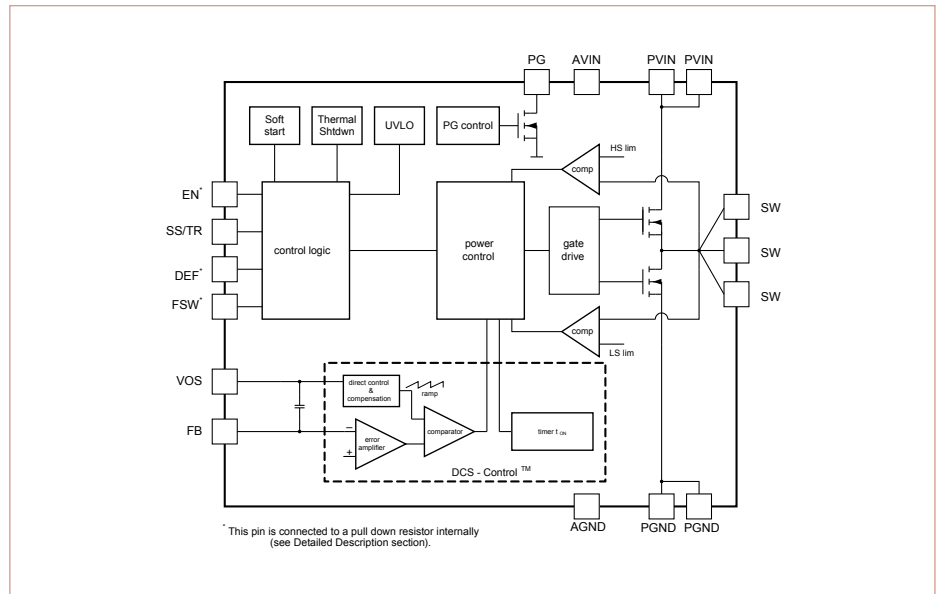 PG AVIN PVIN PVIN
Soft
start
Thermal
Shtdwn
UVLO
PG control
HS lim
comp
EN*
SS/TR
DEF*
FSW*
control logic
power
control
gate
drive
SW
SW
SW
comp
LS lim
VOS
FB
direct control
&
compensation
ramp
error
amplifier
comparator
timer t ON
DCS - Control TM
AGND PGND PGND
* This pin is connected to a pull down resistor internally
(see Detailed Description section).